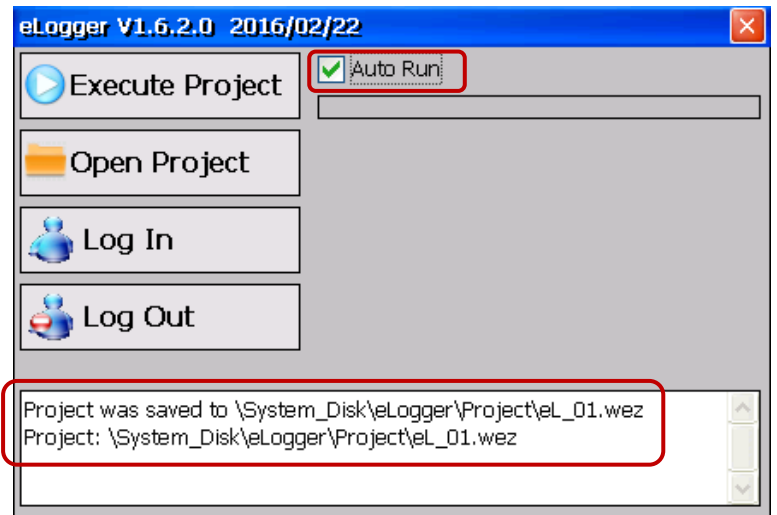 eLogger V1.6.2.0 2016/02/22
Execute Project
Auto Run
Open Project
Log In
Log Out
Project was saved to \System_Disk\eLogger\Project\eL_01.wez
Project: \System_Disk\eLogger\Project\eL_01.wez